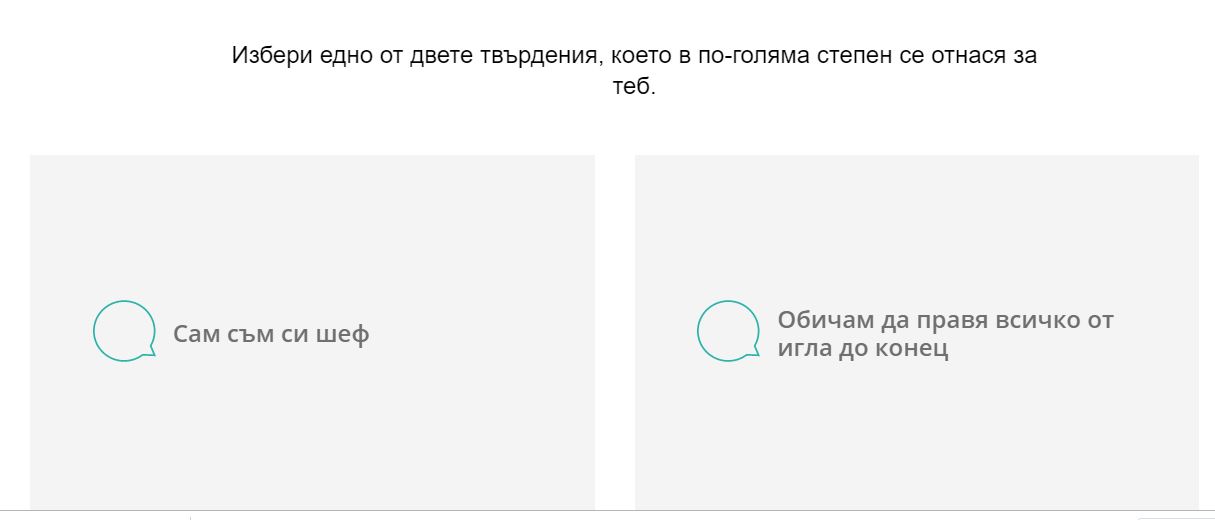 Избери едно от двете твърдения, което в по-голяма степен се отнася за
теб.
Сам съм си шеф
Обичам да правя всичко от
игла до конец